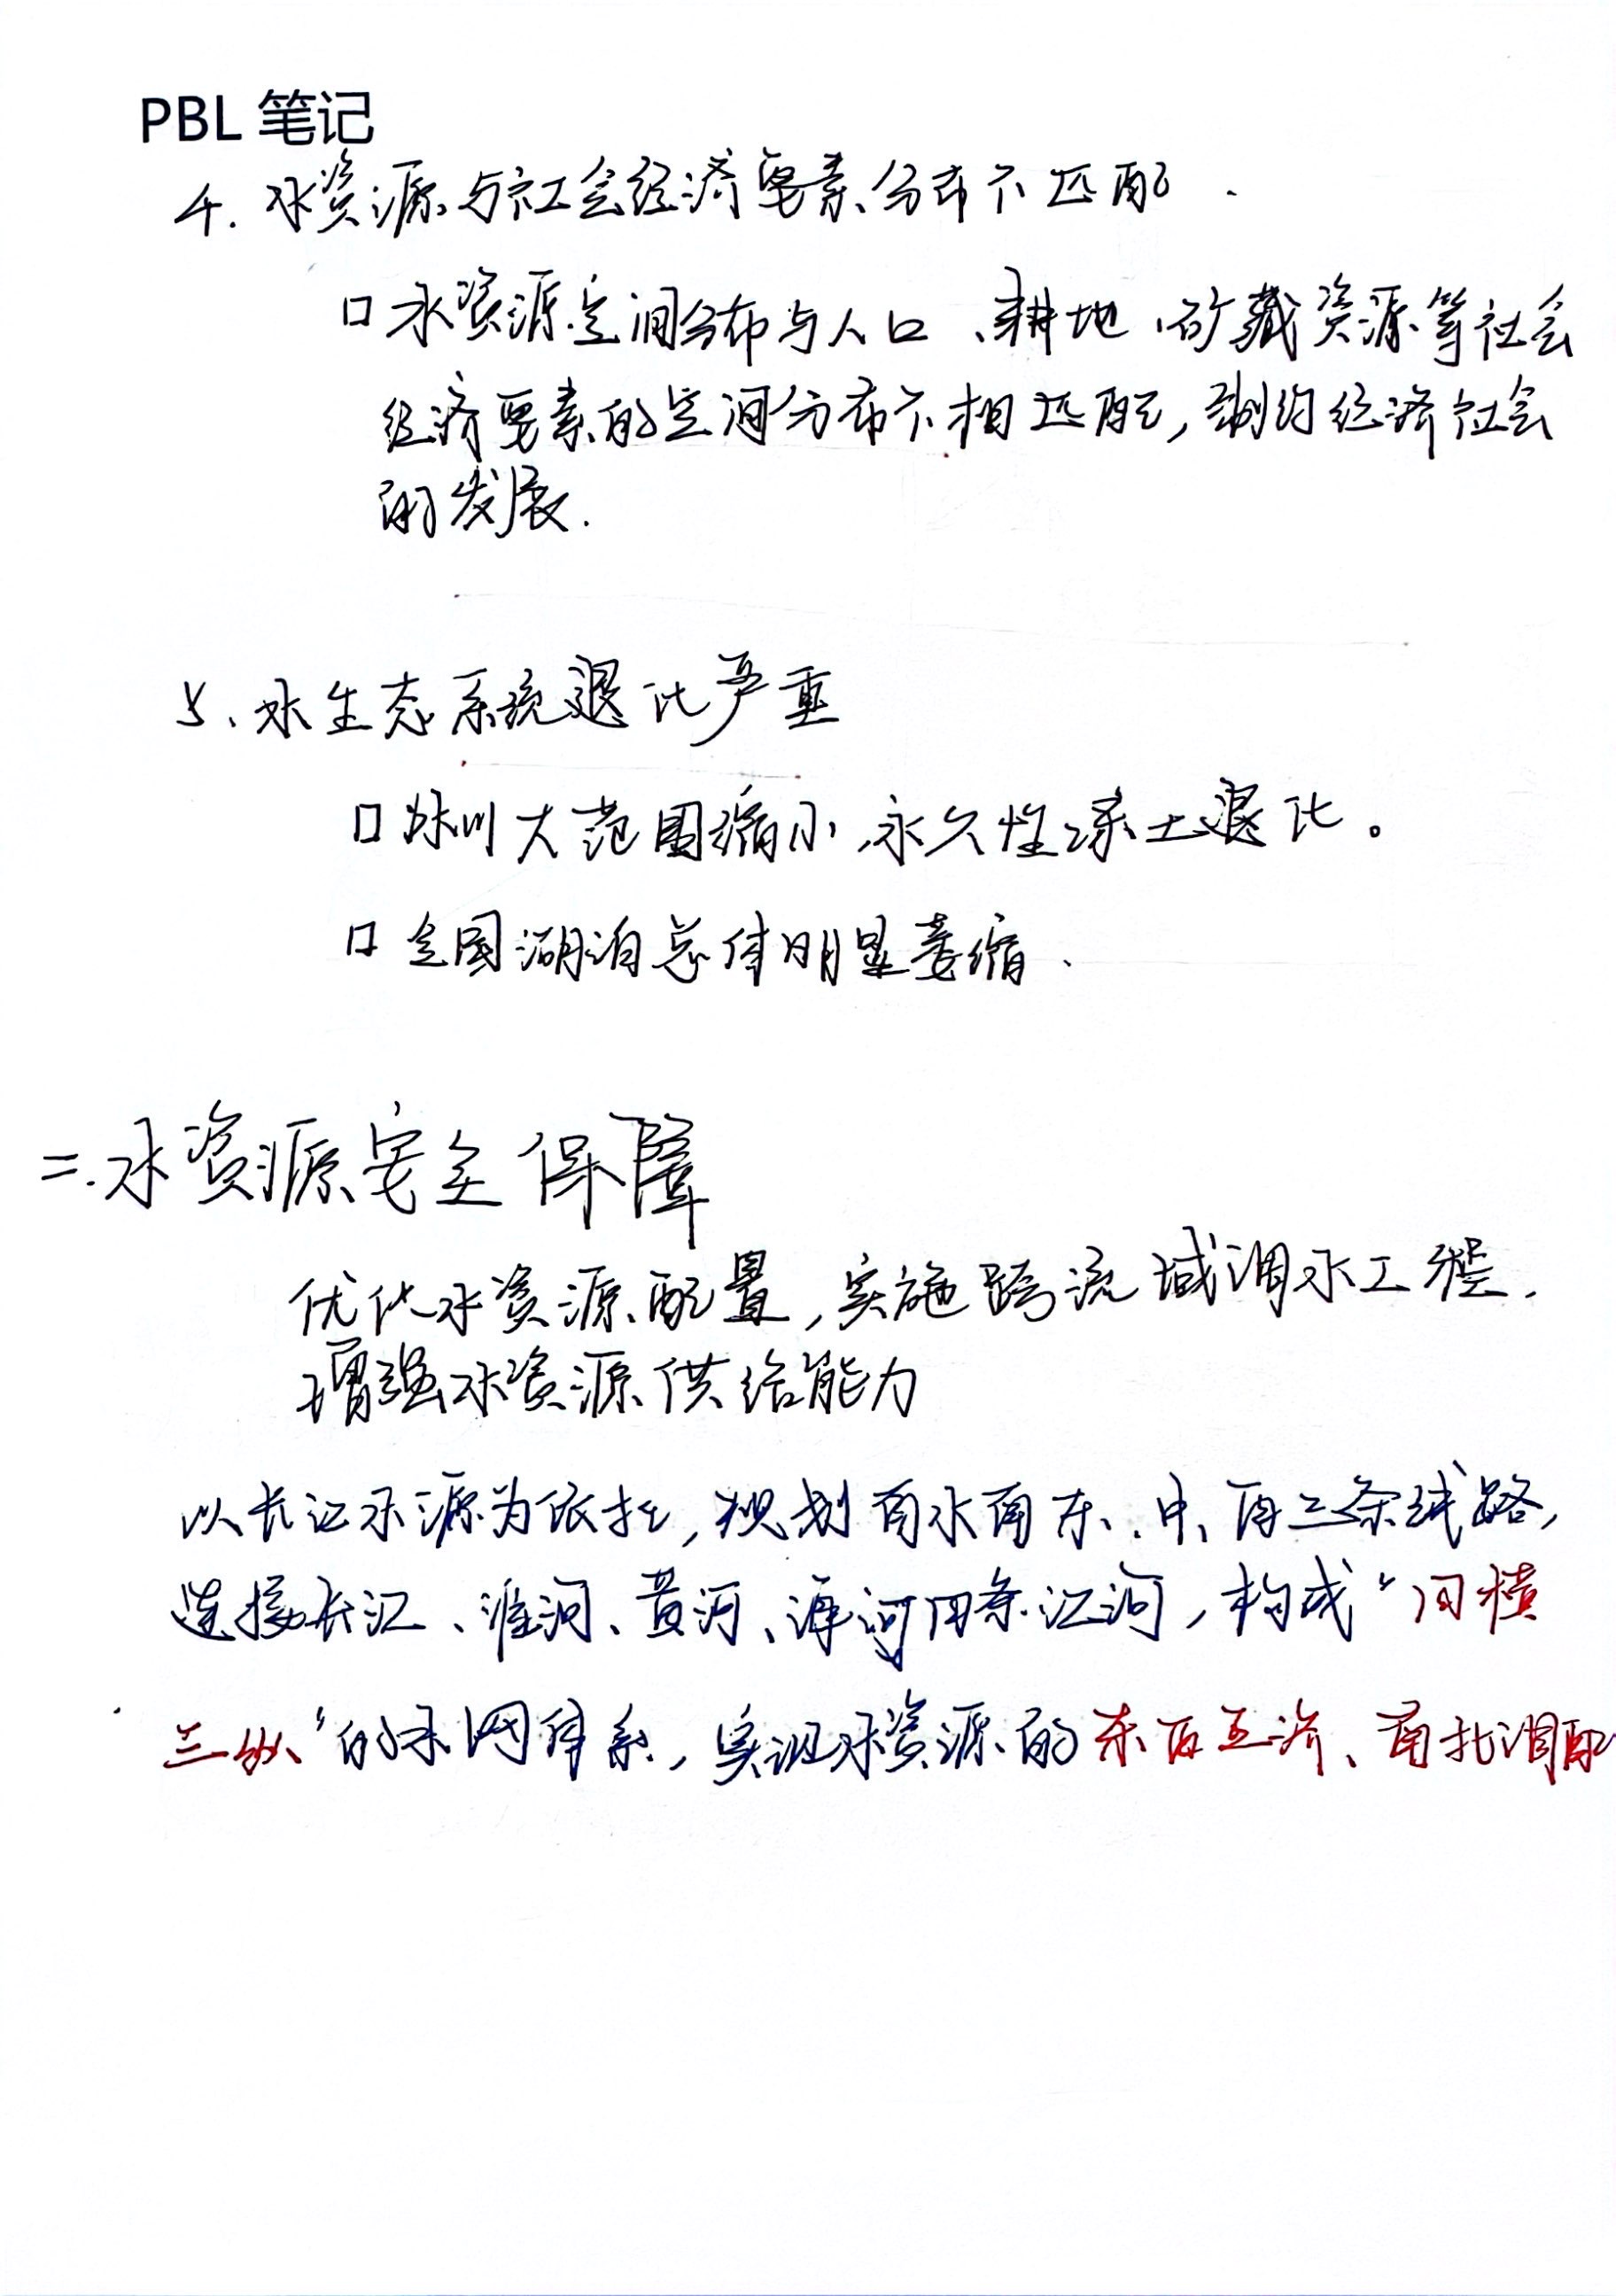 PBL 笔记
4. 水资源与社会经济要素分布不匹配.
口水资源空间分布与人口、耕地、矿藏资源等社会
经济要素的空间分布不相匹配,制约经济社会
的发展.
5、水生态系统退化严重
口冰川大范围缩小,永久性冻土退化。
口全国湖泊总体明显萎缩.
二.水资源安全保障
优化水资源配置,实施跨流域调水工程.
增强水资源供给能力
以长江水源为依托,规划南水南东、中、西三条线路,
连接长江、淮河、黄河、海河四条江河,构成“四横
三纵”的水网体系,实现水资源的东西互济、南北调配